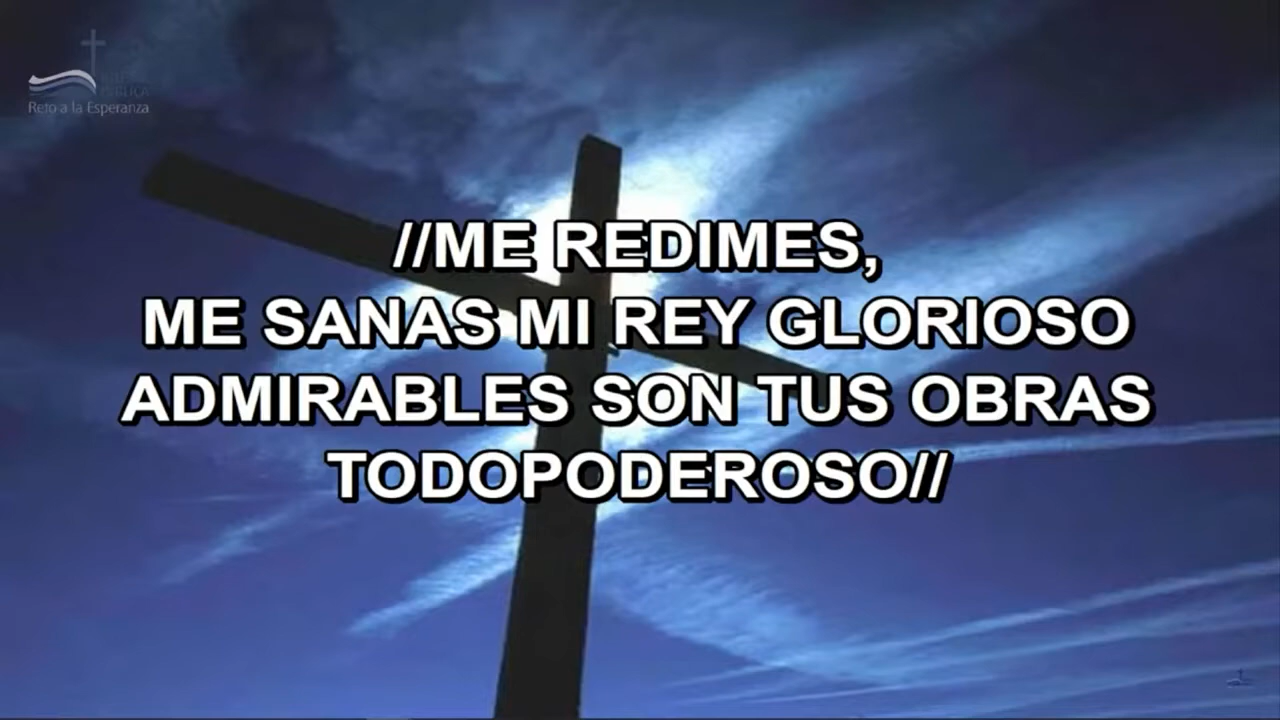 Reto a la Esperanza
//ME REDIMES,
ME SANAS MI REY GLORIOSO
ADMIRABLES SON TUS OBRAS
TODOPODEROSO//